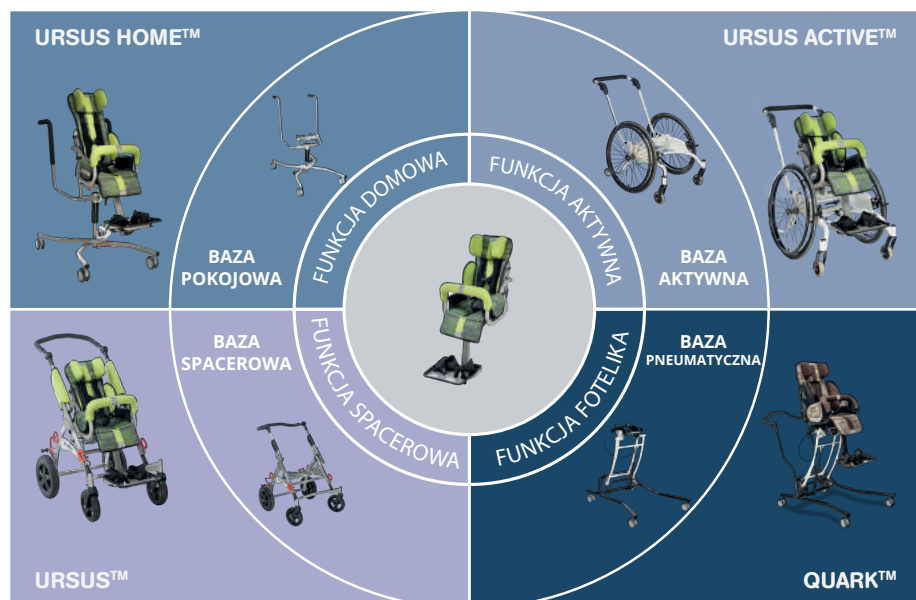 URSUS HOME™
URSUS ACTIVE™
FUNKCJA DOMOWA
FUNKCJA AKTYWNA
BAZA
POKOJOWA
BAZA
AKTYWNA
BAZA
SPACEROWA
BAZA
PNEUMATYCZNA
FUNKCJA SPACEROWA
FUNKCJA FOTELIKA
URSUS™
QUARK™